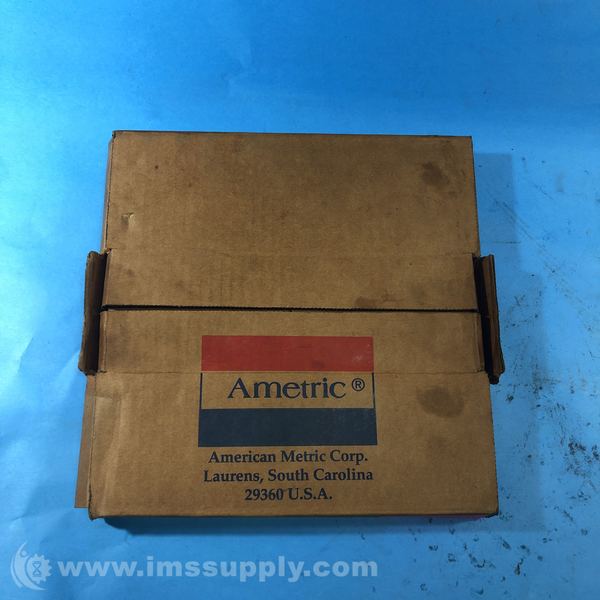 Ametric ®
American Metric Corp.
Laurens, South Carolina
29360 U.S.A.
www.imssupply.com